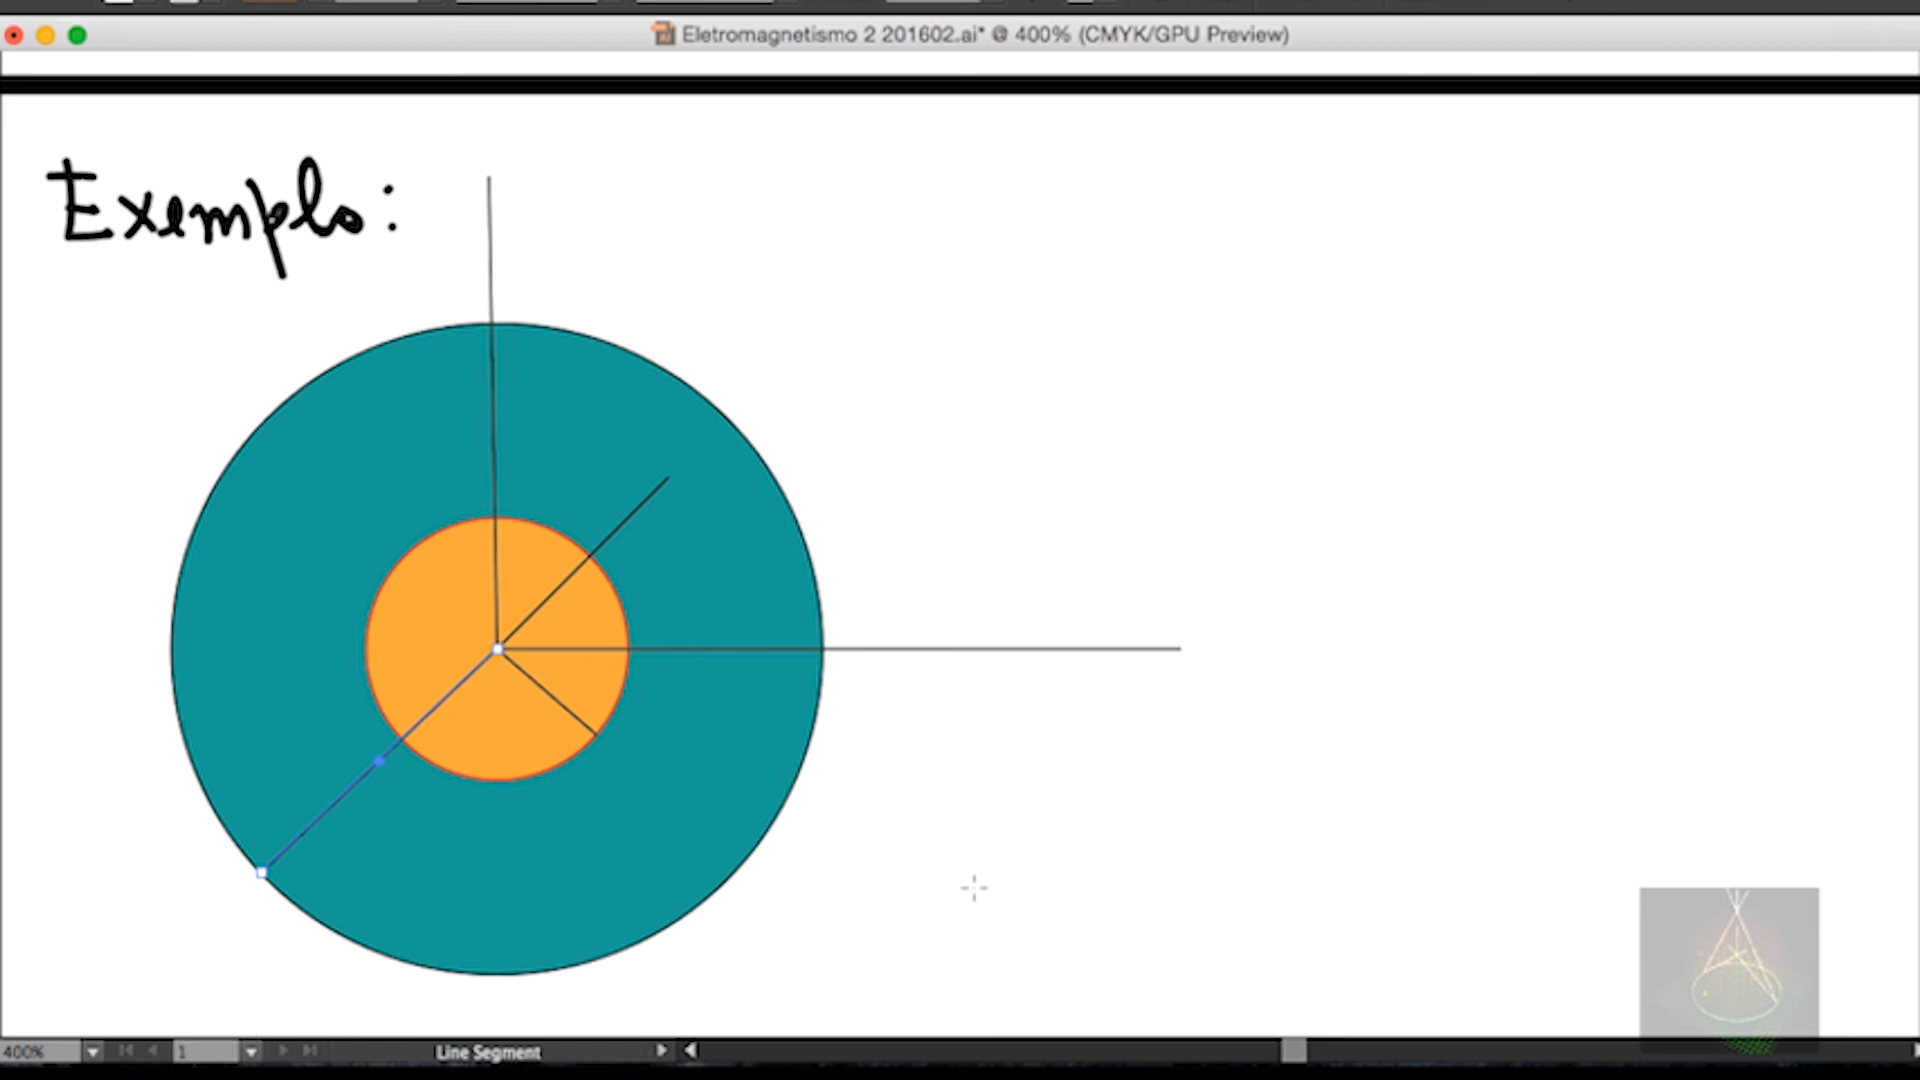 Eletromagnetismo 2 201602.ai* @ 400% (CMYK/GPU Preview)
Exemplo:
400%
1
Line Segment